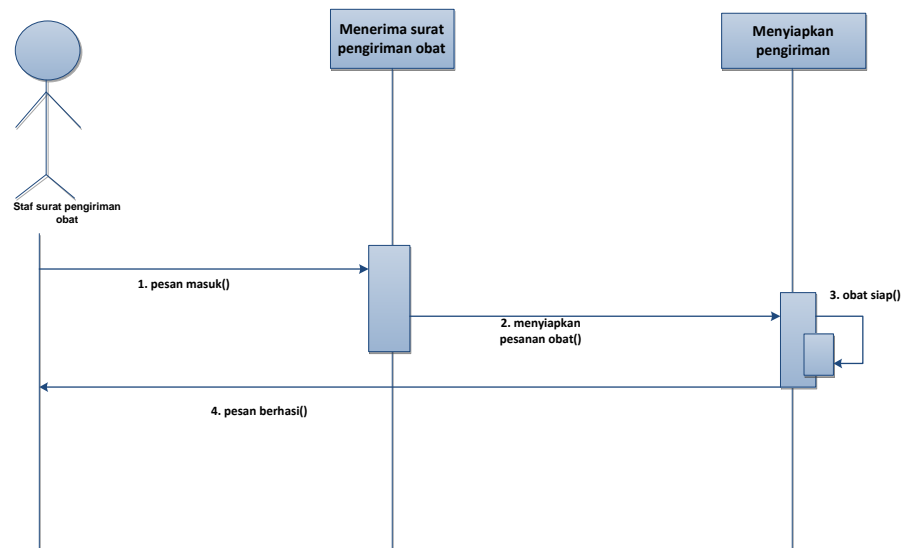 Menerima surat
pengiriman obat
Menyiapkan
pengiriman
Staf surat pengiriman
obat
1. pesan masuk()
2. menyiapkan
pesanan obat()
3. obat siap()
4. pesan berhasi()